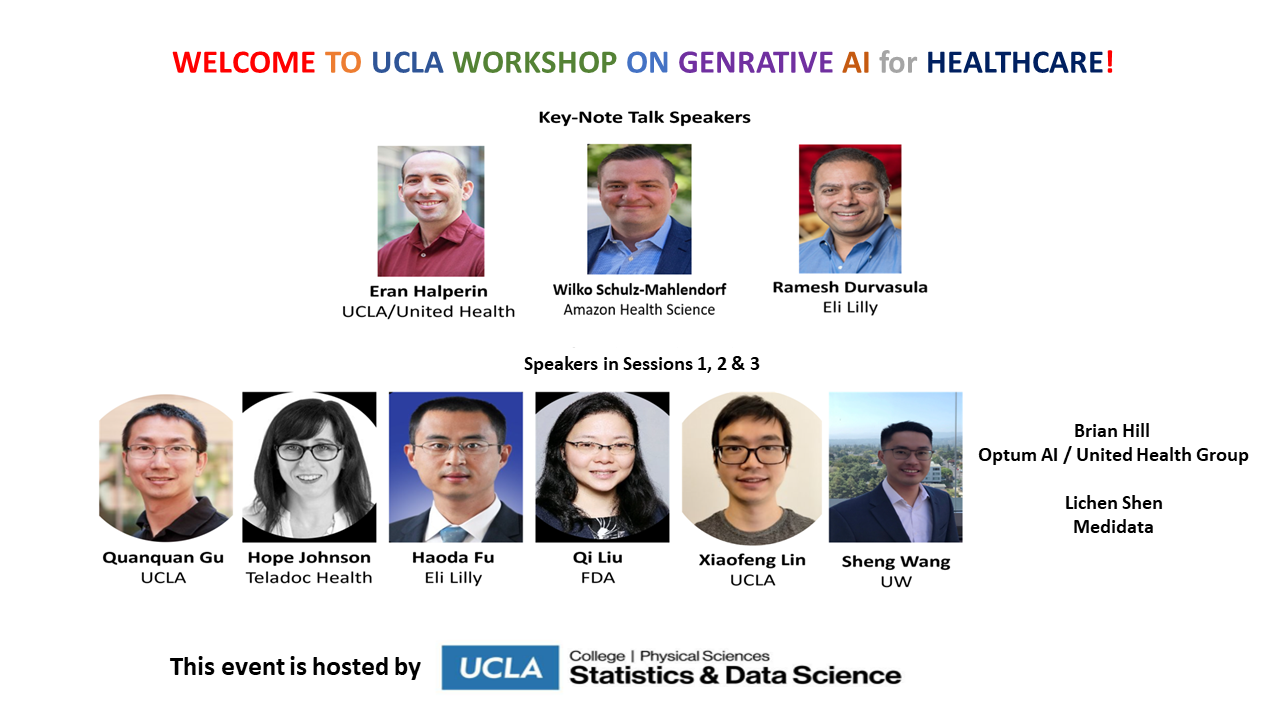 WELCOME TO UCLA WORKSHOP ON GENRATIVE AI for HEALTHCARE!
Key-Note Talk Speakers
Eran Halperin
UCLA/United Health
Wilko Schulz-Mahlendorf
Amazon Health Science
Ramesh Durvasula
Eli Lilly
Speakers in Sessions 1, 2 & 3
Quanquan Gu
UCLA
Hope Johnson
Teladoc Health
Haoda Fu
Eli Lilly
Qi Liu
FDA
Xiaofeng Lin
UCLA
Sheng Wang
UW
Brian Hill
Optum AI / United Health Group
Lichen Shen
Medidata
This event is hosted by
UCLA
College | Physical Sciences
Statistics & Data Science